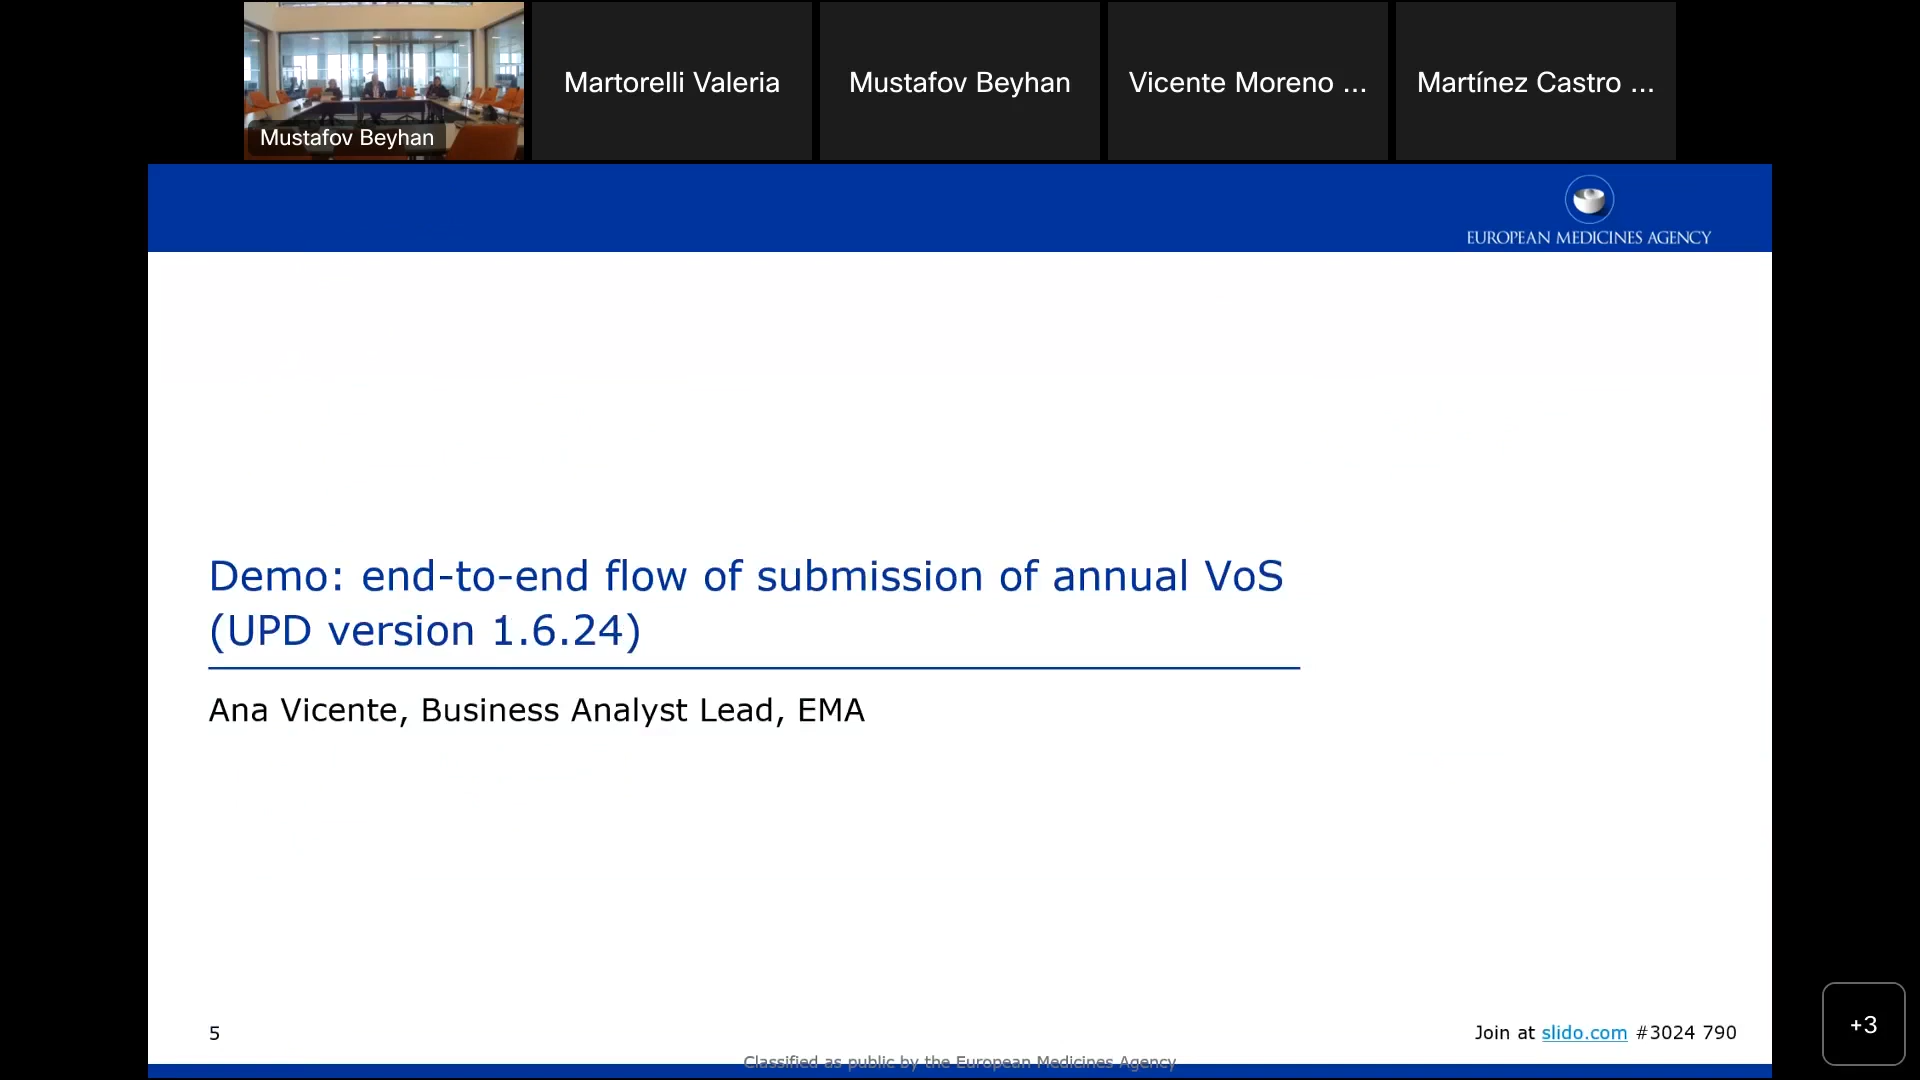 Martorelli Valeria
Mustafov Beyhan
Vicente Moreno ...
Martínez Castro ...
Mustafov Beyhan
EUROPEAN MEDICINES AGENCY
Demo: end-to-end flow of submission of annual VoS
(UPD version 1.6.24)
Ana Vicente, Business Analyst Lead, EMA
5
Join at slido.com #3024 790
+3
Classified as public by the European Medicines Agency